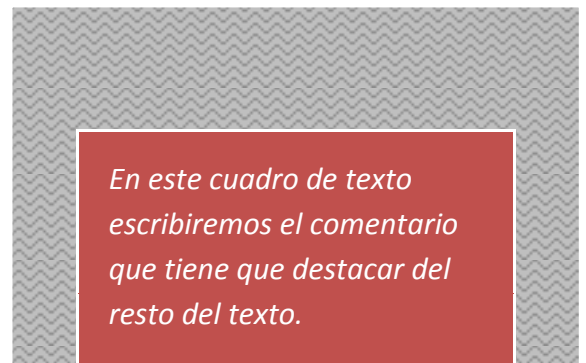 En este cuadro de texto
escribiremos el comentario
que tiene que destacar del
resto del texto.